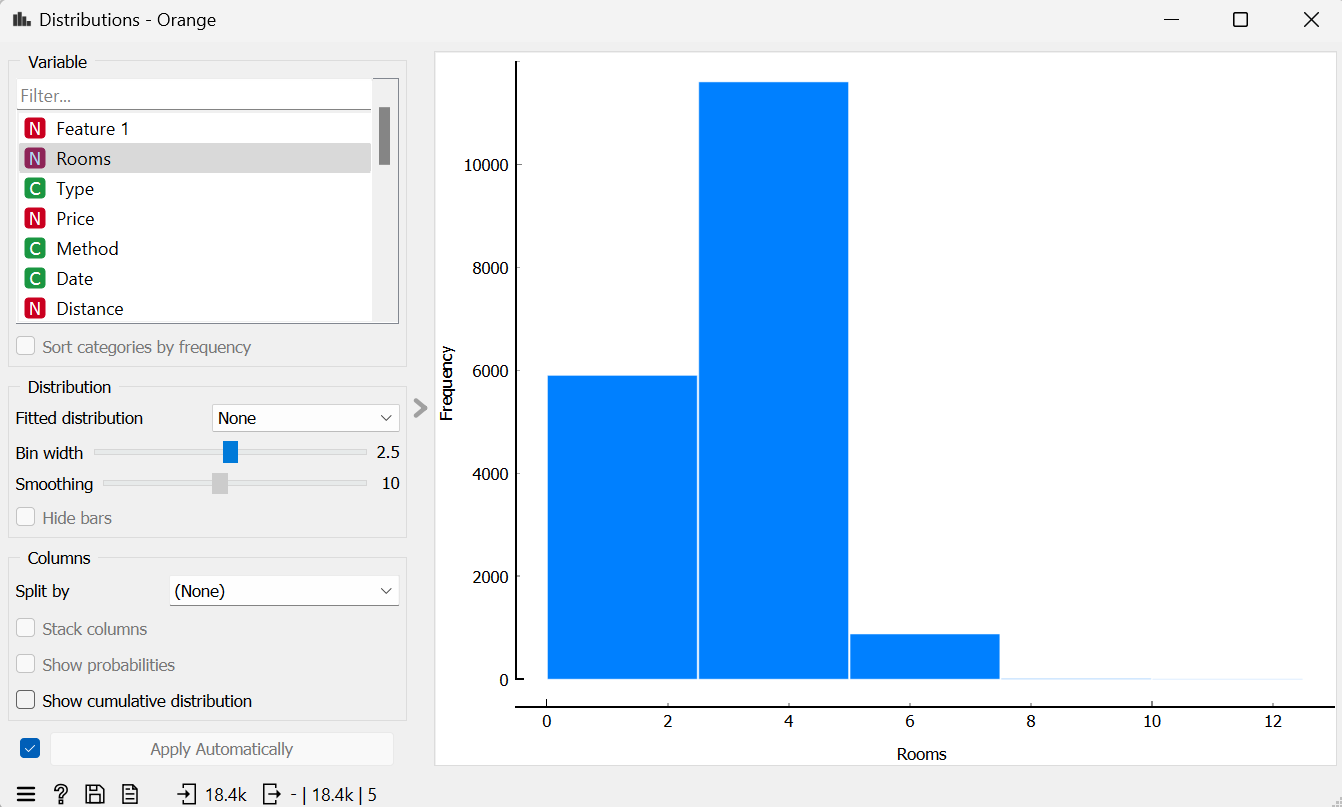 Distributions - Orange
Variable
Filter...
N Feature 1
N Rooms
C Type
N Price
C Method
C Date
N Distance
Sort categories by frequency
Distribution
Fitted distribution None
Bin width 2.5
Smoothing 10
Hide bars
Columns
Split by (None)
Stack columns
Show probabilities
Show cumulative distribution
Apply Automatically
? 18.4k - | 18.4k | 5
Frequency
10000
8000
6000
4000
2000
0
0 2 4 6 8 10 12
Rooms